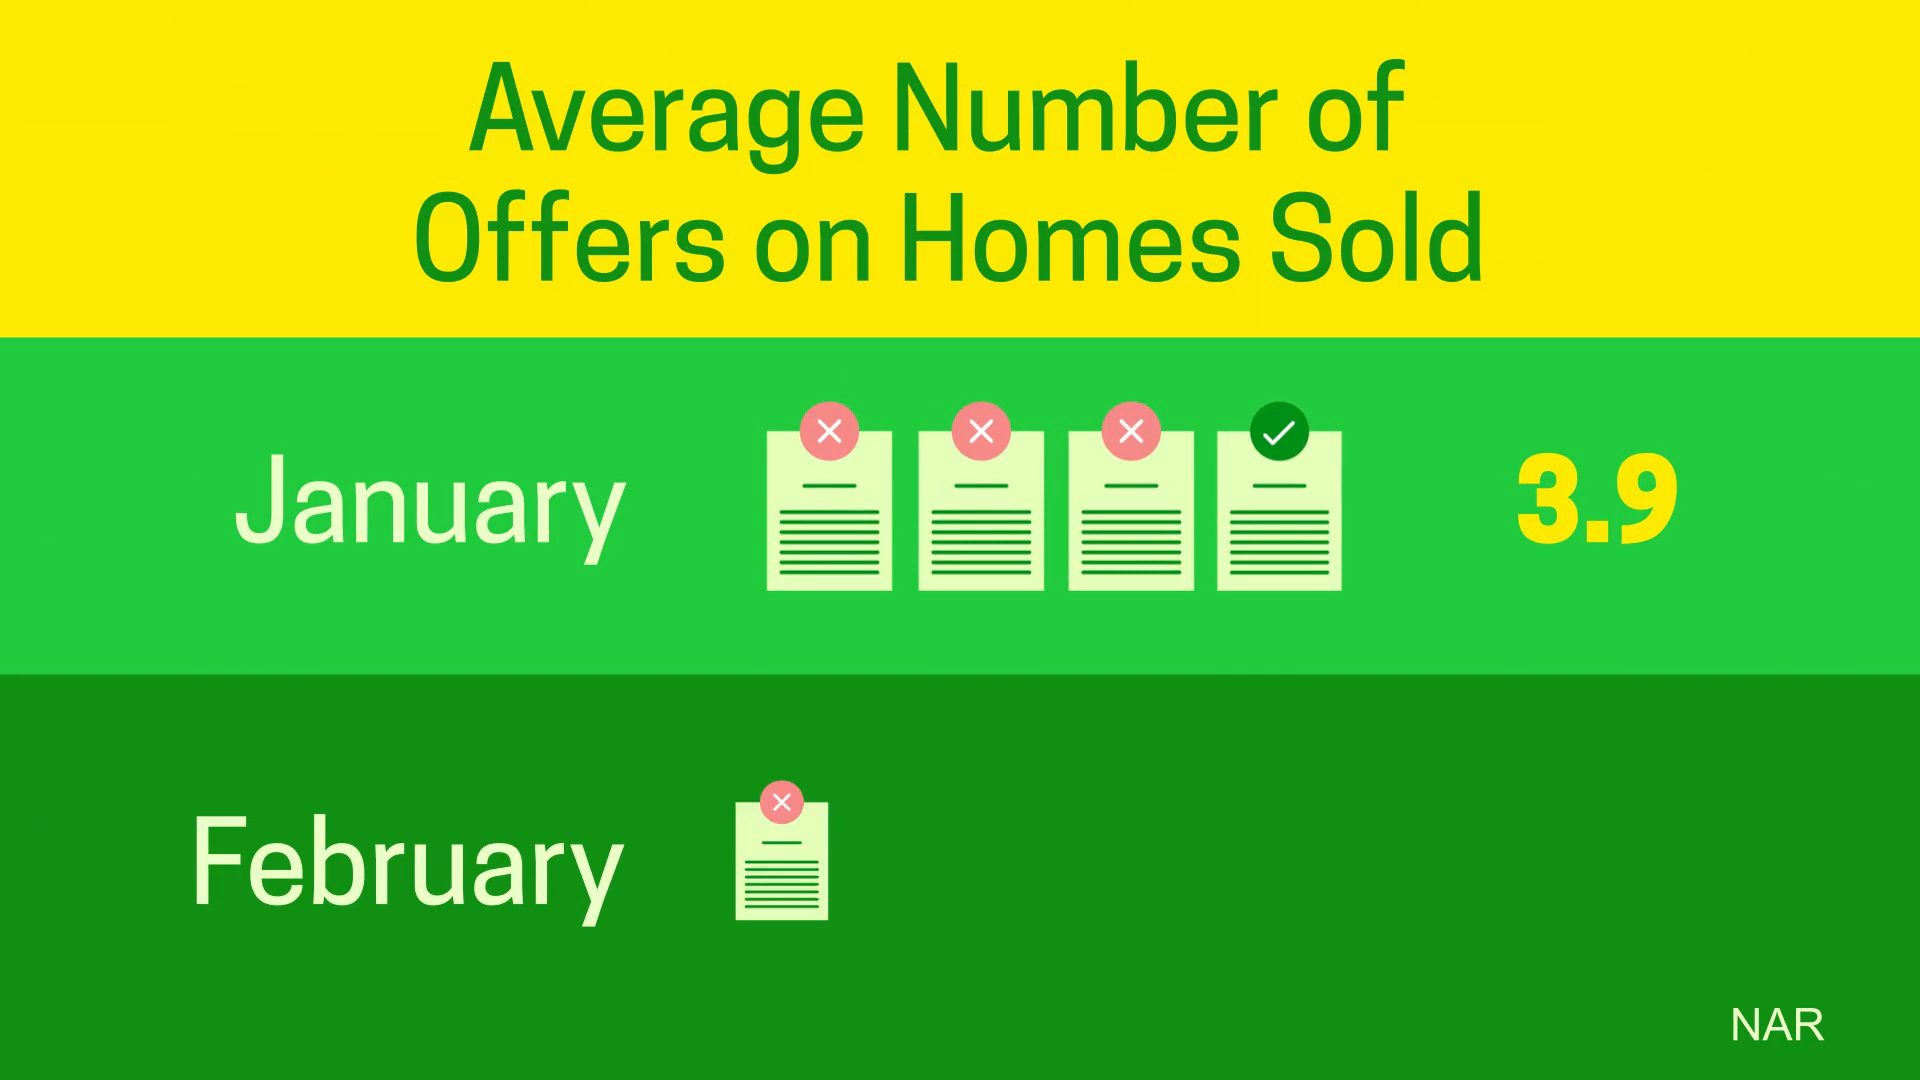 Average Number of
Offers on Homes Sold
January 3.9
February
NAR